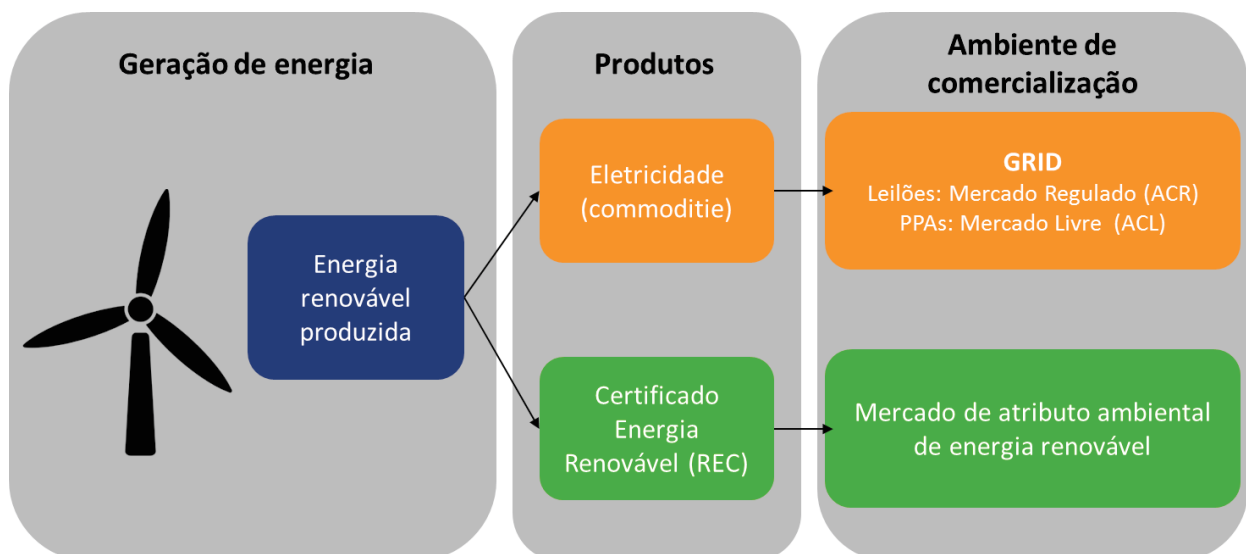 Geração de energia
Energia
renovável
produzida
Produtos
Eletricidade
(commoditie)
Certificado
Energia
Renovável (REC)
Ambiente de
comercialização
GRID
Leilões: Mercado Regulado (ACR)
PPAs: Mercado Livre (ACL)
Mercado de atributo ambiental
de energia renovável